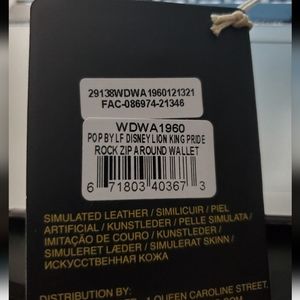 29138WDWA1960121321
FAC-086974-21346
WDWA1960
POP BY LF DISNEY LION KING PRIDE
ROCK ZIP AROUND WALLET
6 71803 40367 3
SIMULATED LEATHER / SIMILICUIR / PIEL
ARTIFICIAL / KUNSTLEDER / PELLE SIMULATA /
IMITAÇÃO DE COURO / KUNSTLEDER /
SIMULERET LÆDER / SIMULERAT SKINN /
ИСКУССТВЕННАЯ КОЖА
DISTRIBUTION BY:
QUEEN CAROLINE STREET,